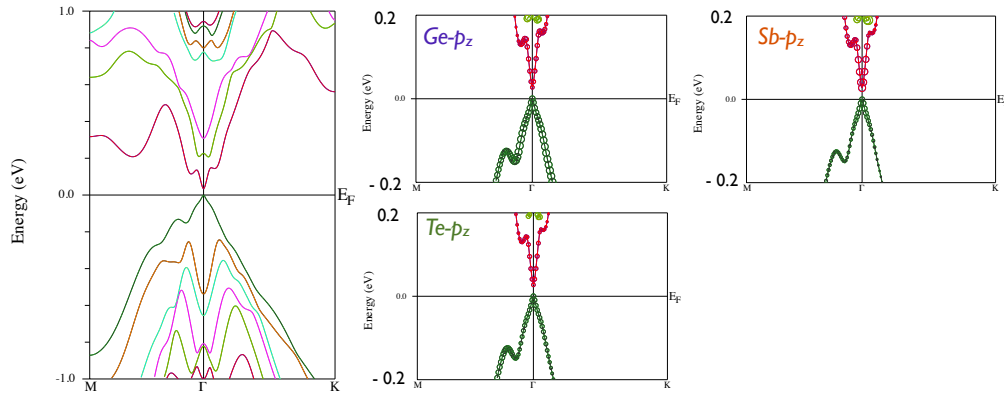 1.0
0.0
-1.0
Energy (eV)
M
Γ
K
E_F
Ge-p_z
0.2
0.0
- 0.2
Energy (eV)
M
Γ
K
E_F
Sb-p_z
0.2
0.0
- 0.2
Energy (eV)
M
Γ
K
E
Te-p_z
0.2
0.0
- 0.2
Energy (eV)
M
Γ
K
E_F